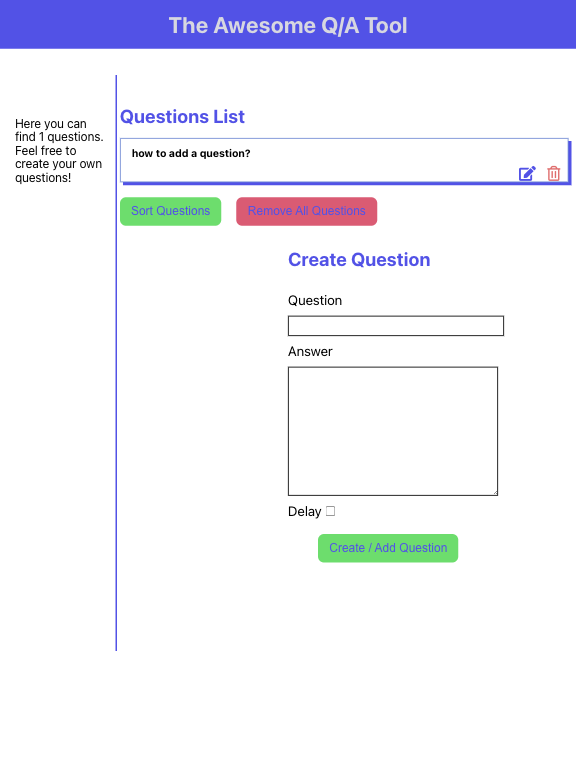 The Awesome Q/A Tool
Here you can
find 1 questions.
Feel free to
create your own
questions!
Questions List
how to add a question?
Sort Questions
Remove All Questions
Create Question
Question
Answer
Delay
Create / Add Question